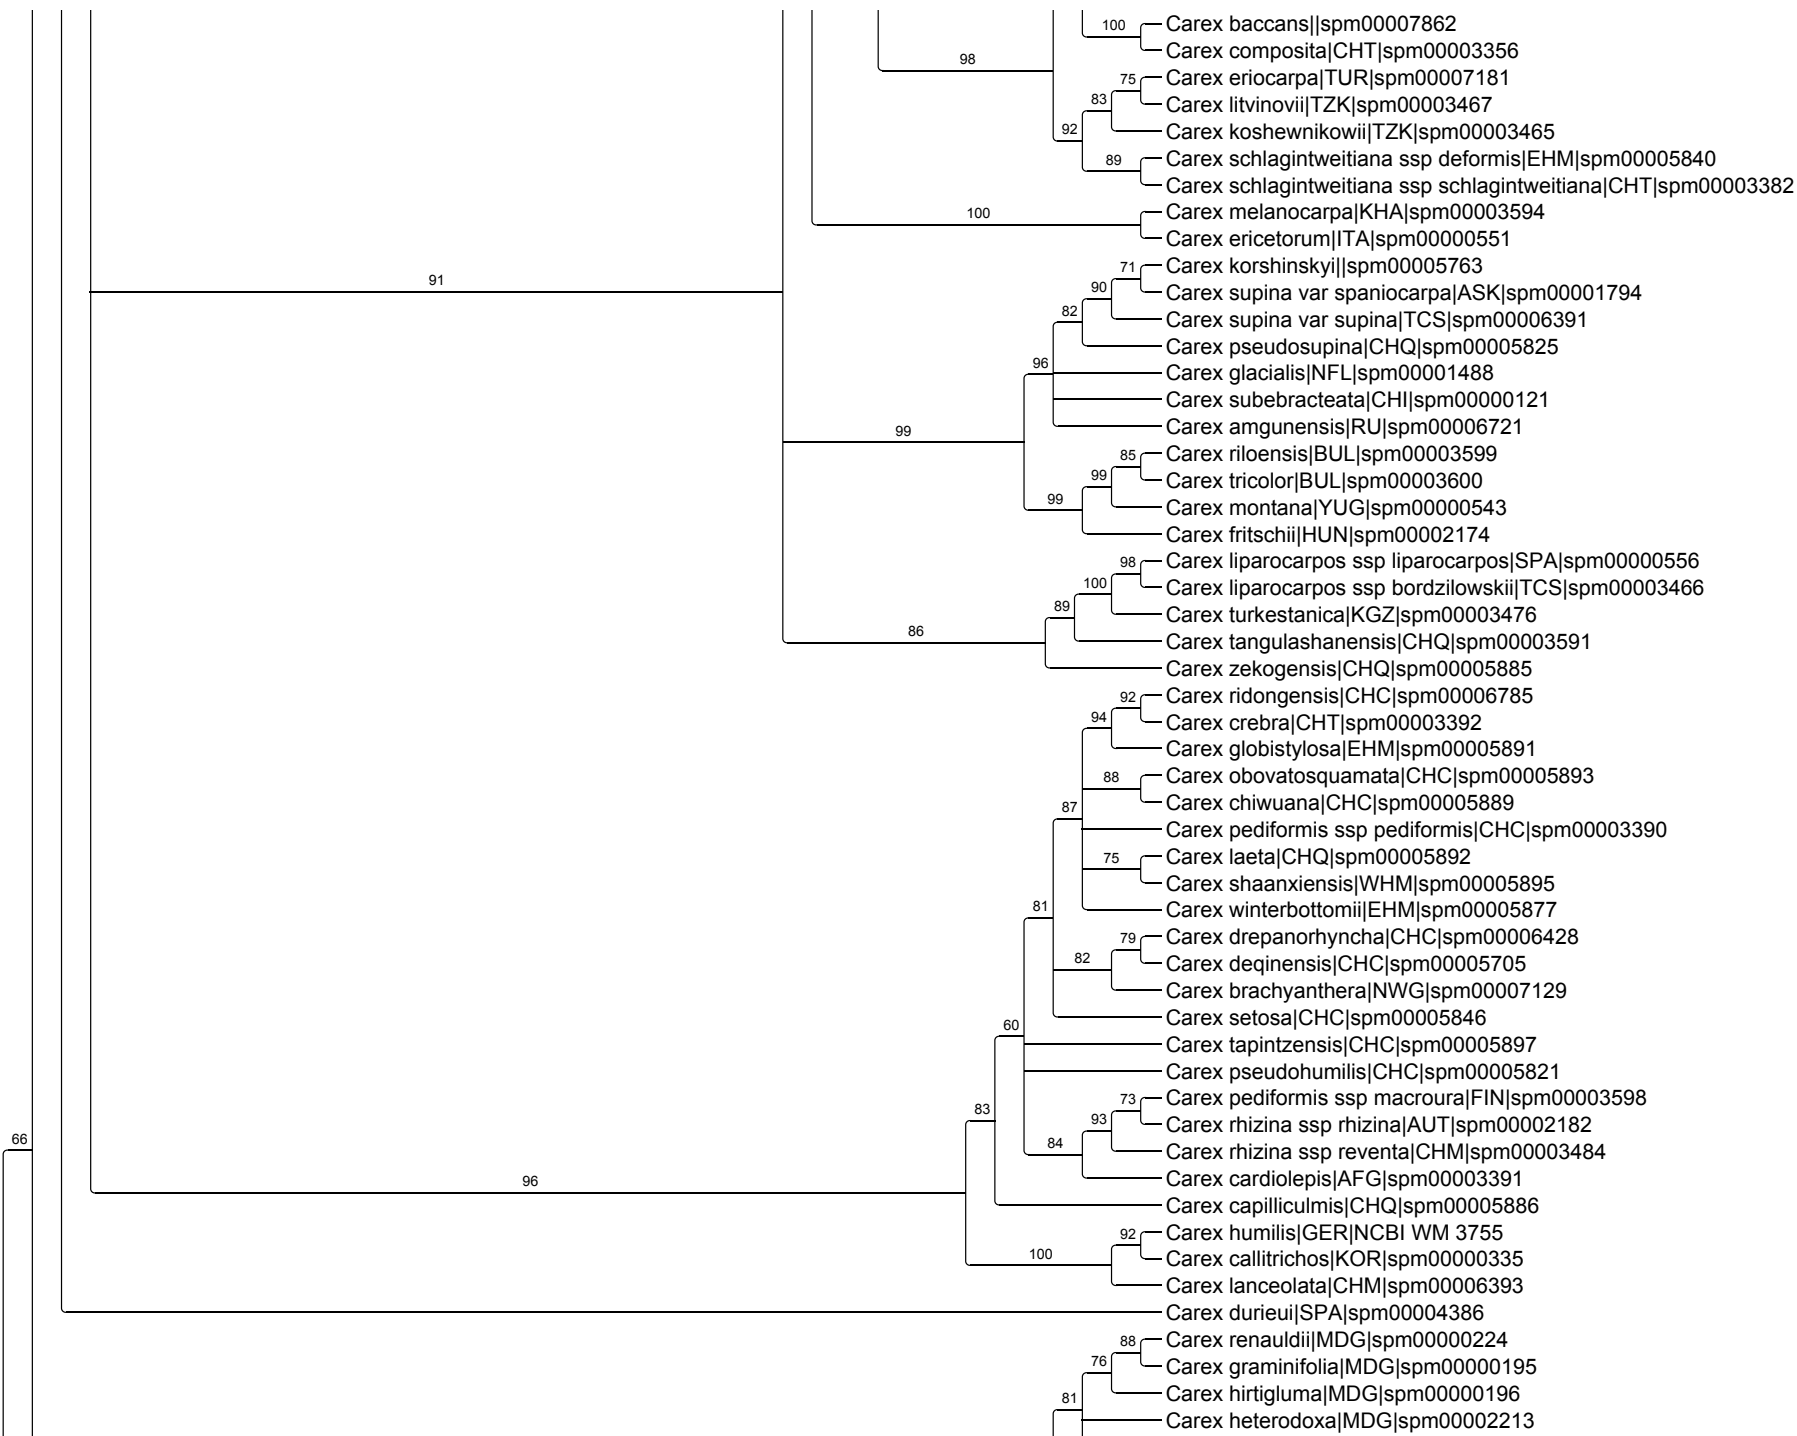 100 Carex baccans||spm00007862
Carex composita|CHT|spm00003356
98
75 Carex eriocarpa|TUR|spm00007181
83 Carex litvinovii|TZK|spm00003467
92 Carex koshewnikowii|TZK|spm00003465
89 Carex schlagintweitiana ssp deformis|EHM|spm00005840
Carex schlagintweitiana ssp schlagintweitiana|CHT|spm00003382
100 Carex melanocarpa|KHA|spm00003594
Carex ericetorum|ITA|spm00000551
91
71 Carex korshinskyi||spm00005763
90 Carex supina var spaniocarpa|ASK|spm00001794
82 Carex supina var supina|TCS|spm00006391
Carex pseudosupina|CHQ|spm00005825
96 Carex glacialis|NFL|spm00001488
Carex subebracteata|CHI|spm00000121
99 Carex amgunensis|RU|spm00006721
85 Carex riloensis|BUL|spm00003599
99 Carex tricolor|BUL|spm00003600
99 Carex montana|YUG|spm00000543
Carex fritschii|HUN|spm00002174
98 Carex liparocarpos ssp liparocarpos|SPA|spm00000556
100 Carex liparocarpos ssp bordzilowskii|TCS|spm00003466
89 Carex turkestanica|KGZ|spm00003476
86 Carex tangulashanensis|CHQ|spm00003591
Carex zekogensis|CHQ|spm00005885
92 Carex ridongensis|CHC|spm00006785
94 Carex crebra|CHT|spm00003392
Carex globistylosa|EHM|spm00005891
88 Carex obovatosquamata|CHC|spm00005893
87 Carex chiwuana|CHC|spm00005889
Carex pediformis ssp pediformis|CHC|spm00003390
75 Carex laeta|CHQ|spm00005892
Carex shaanxiensis|WHM|spm00005895
81 Carex winterbottomii|EHM|spm00005877
79 Carex drepanorhyncha|CHC|spm00006428
82 Carex deqinensis|CHC|spm00005705
Carex brachyanthera|NWG|spm00007129
60 Carex setosa|CHC|spm00005846
Carex tapintzensis|CHC|spm00005897
Carex pseudohumilis|CHC|spm00005821
83 73 Carex pediformis ssp macroura|FIN|spm00003598
93 Carex rhizina ssp rhizina|AUT|spm00002182
66 84 Carex rhizina ssp reventa|CHM|spm00003484
96 Carex cardiolepis|AFG|spm00003391
Carex capilliculmis|CHQ|spm00005886
92 Carex humilis|GER|NCBI WM 3755
100 Carex callitrichos|KOR|spm00000335
Carex lanceolata|CHM|spm00006393
Carex durieui|SPA|spm00004386
88 Carex renauldii|MDG|spm00000224
76 Carex graminifolia|MDG|spm00000195
81 Carex hirtigluma|MDG|spm00000196
Carex heterodoxa|MDG|spm00002213